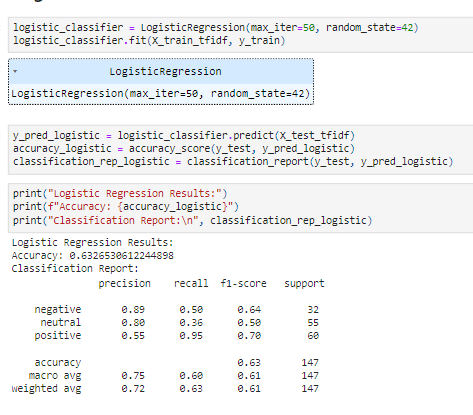 logistic_classifier = LogisticRegression(max_iter=50, random_state=42)
logistic_classifier.fit(X_train_tfidf, y_train)
LogisticRegression
LogisticRegression(max_iter=50, random_state=42)
y_pred_logistic = logistic_classifier.predict(X_test_tfidf)
accuracy_logistic = accuracy_score(y_test, y_pred_logistic)
classification_rep_logistic = classification_report(y_test, y_pred_logistic)
print("Logistic Regression Results:")
print(f"Accuracy: {accuracy_logistic}")
print("Classification Report:\n", classification_rep_logistic)
Logistic Regression Results:
Accuracy: 0.6326530612244898
Classification Report:
precision recall f1-score support
negative 0.89 0.50 0.64 32
neutral 0.80 0.36 0.50 55
positive 0.55 0.95 0.70 60
accuracy 0.63 147
macro avg 0.75 0.60 0.61 147
weighted avg 0.72 0.63 0.61 147